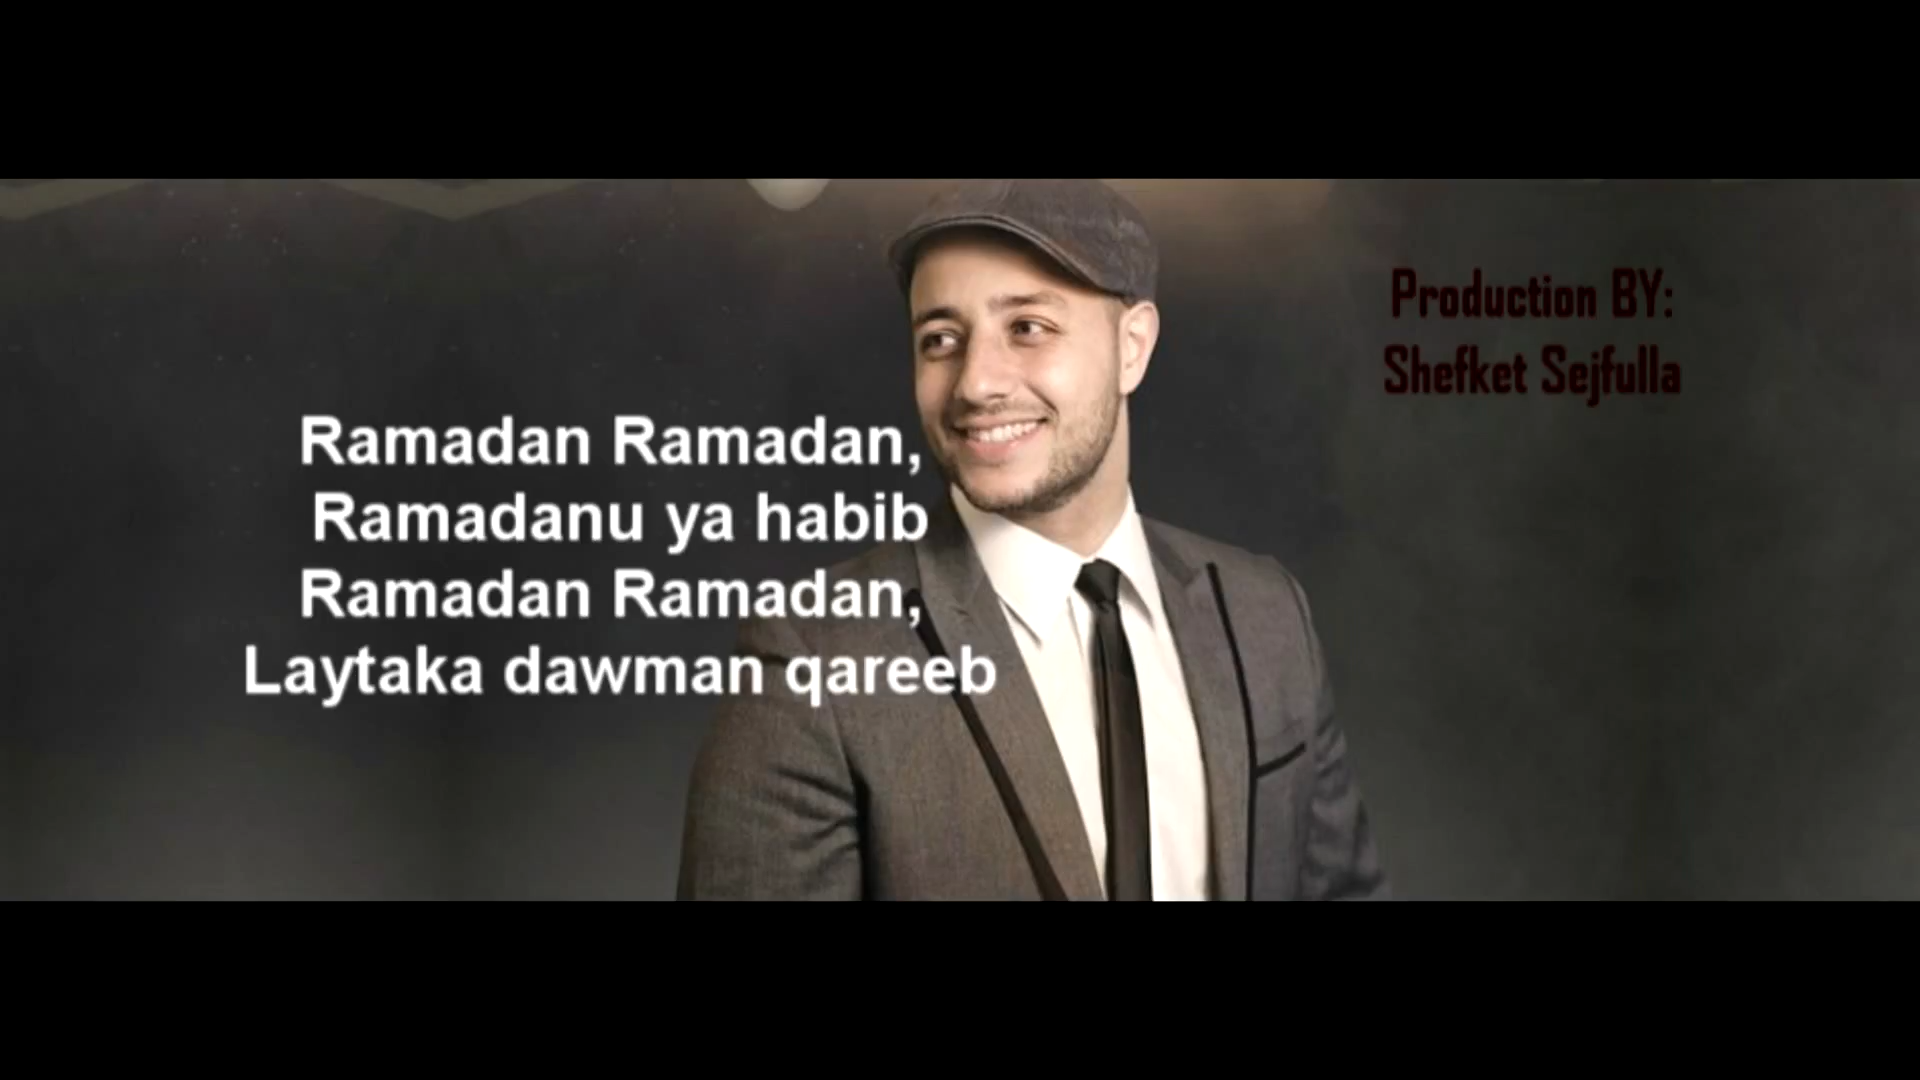 Production BY:
Shefket Sejfulla
Ramadan Ramadan,
Ramadanu ya habib
Ramadan Ramadan,
Laytaka dawman qareeb